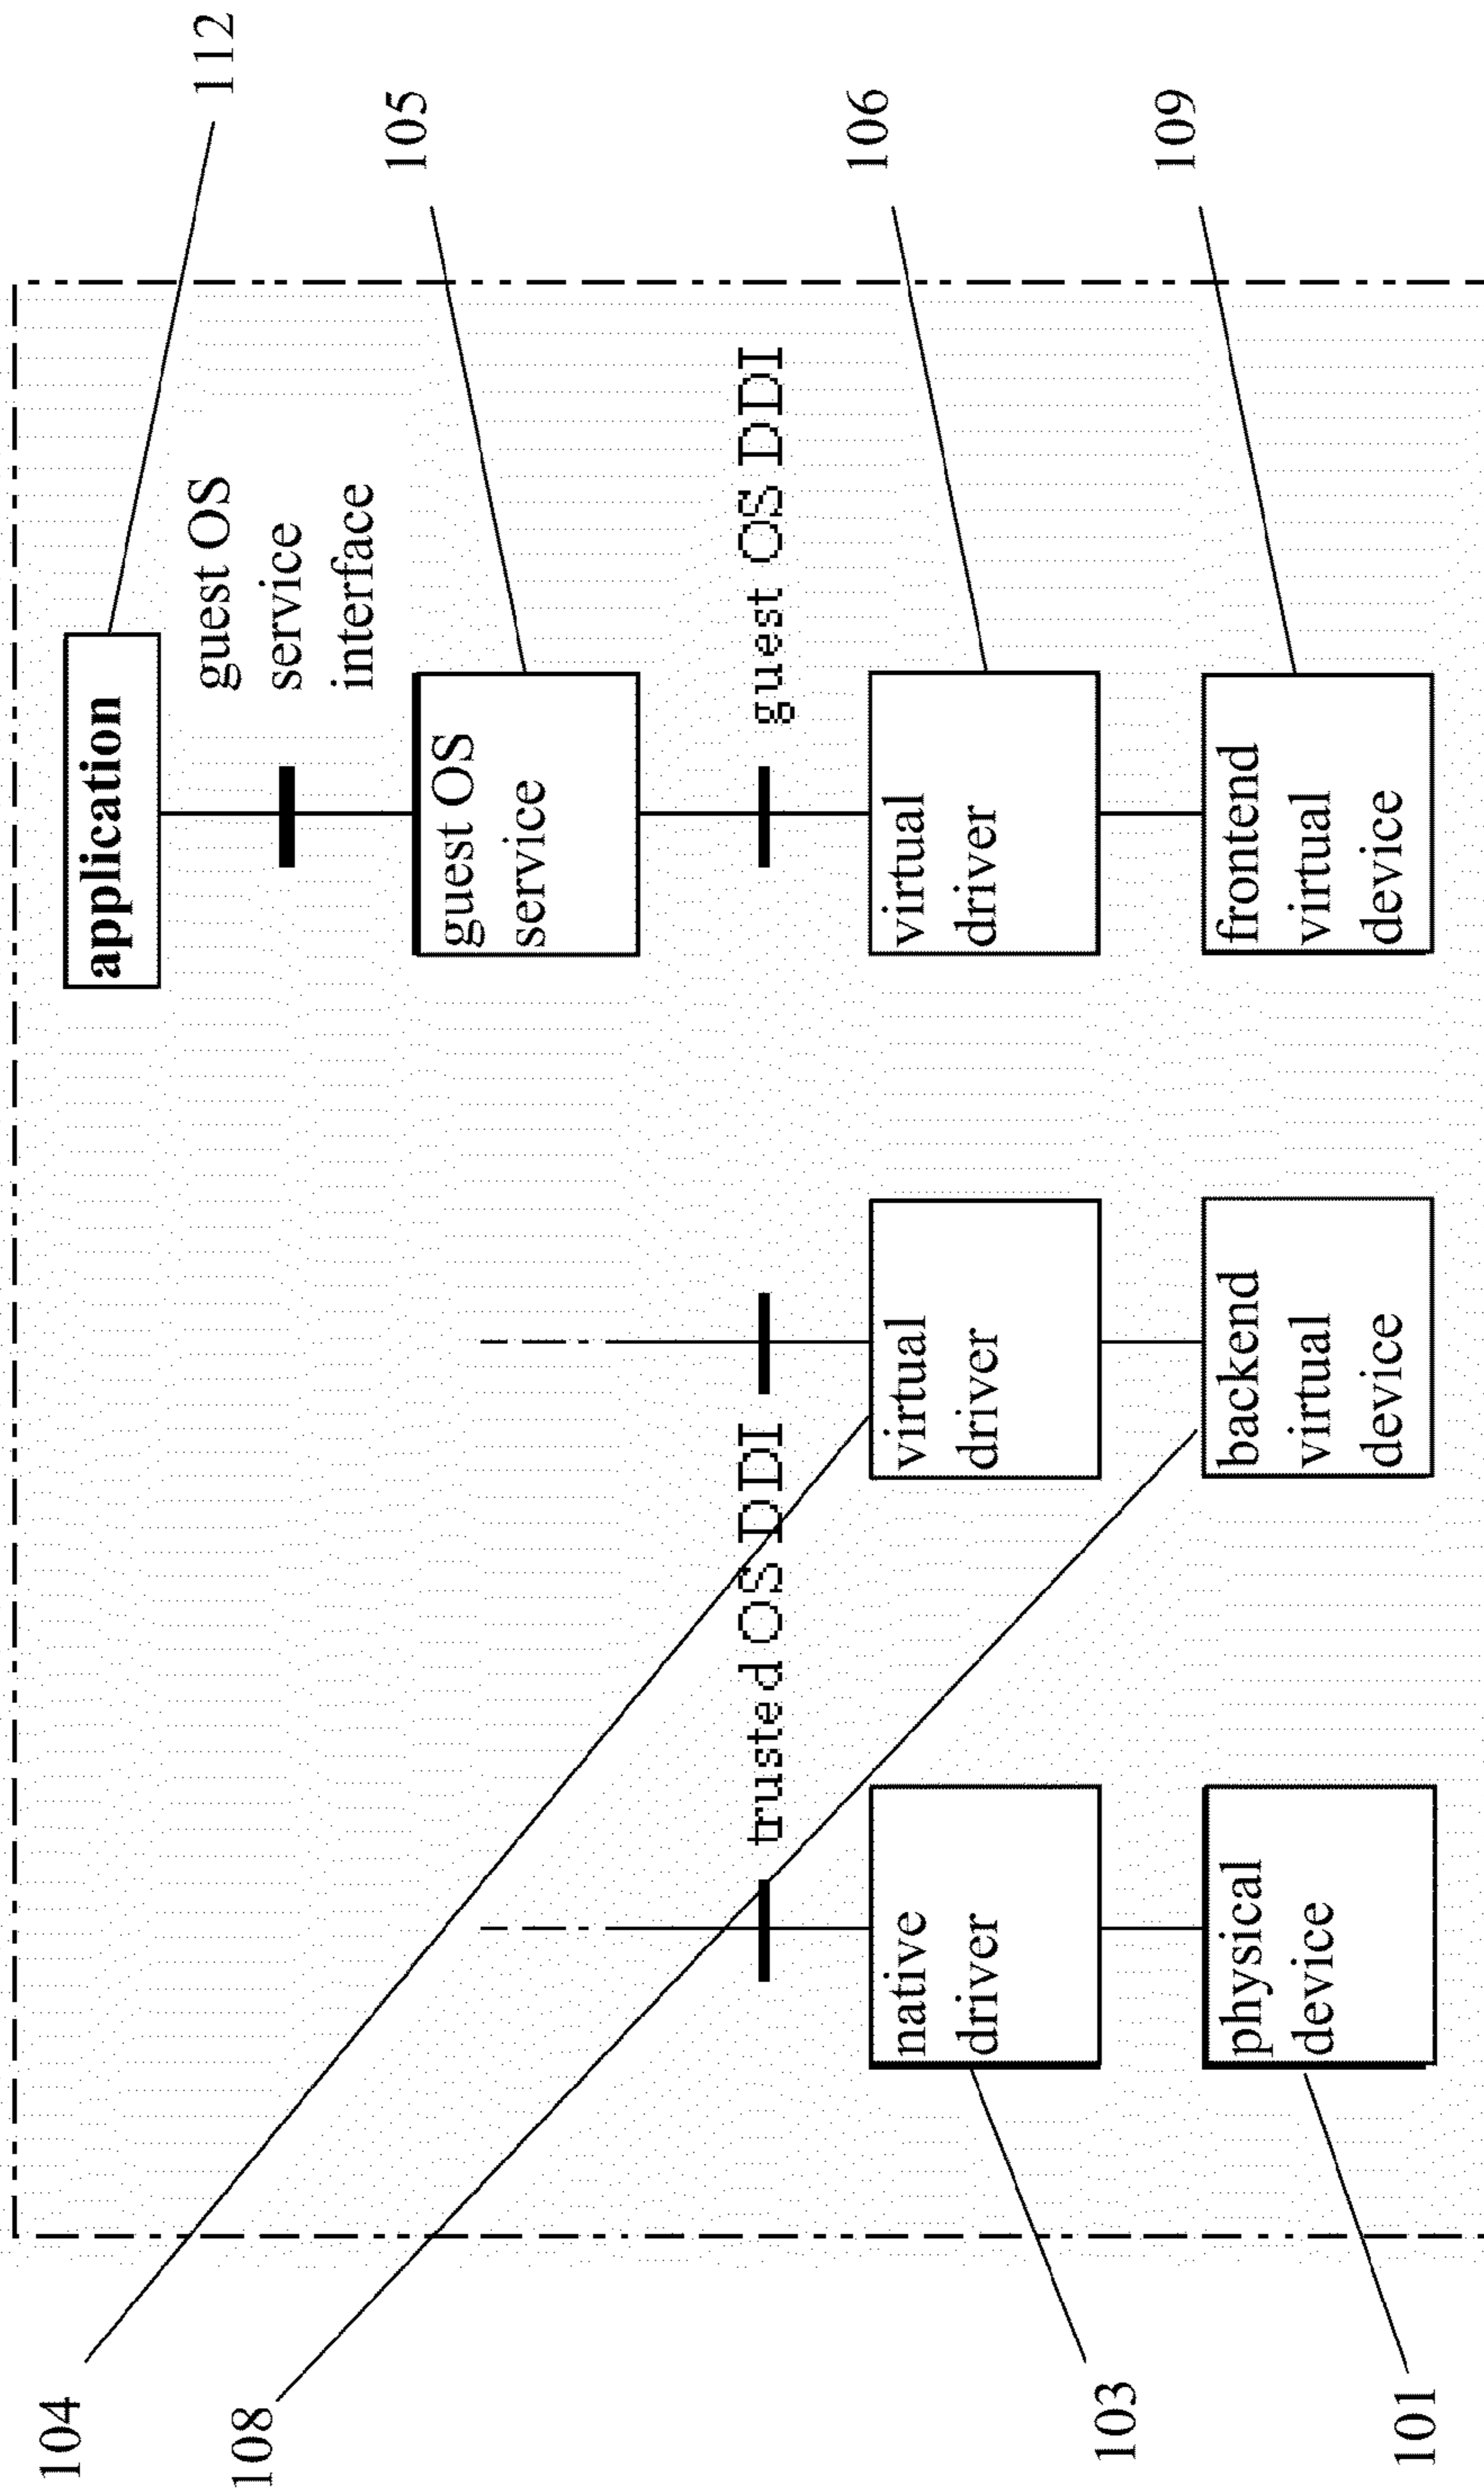 104
application
112
108
guest OS
service
interface
105
guest OS
service
trusted OS DDI
guest OS DDI
106
native
driver
virtual
driver
virtual
driver
103
109
physical
device
backend
virtual
device
frontend
virtual
device
101